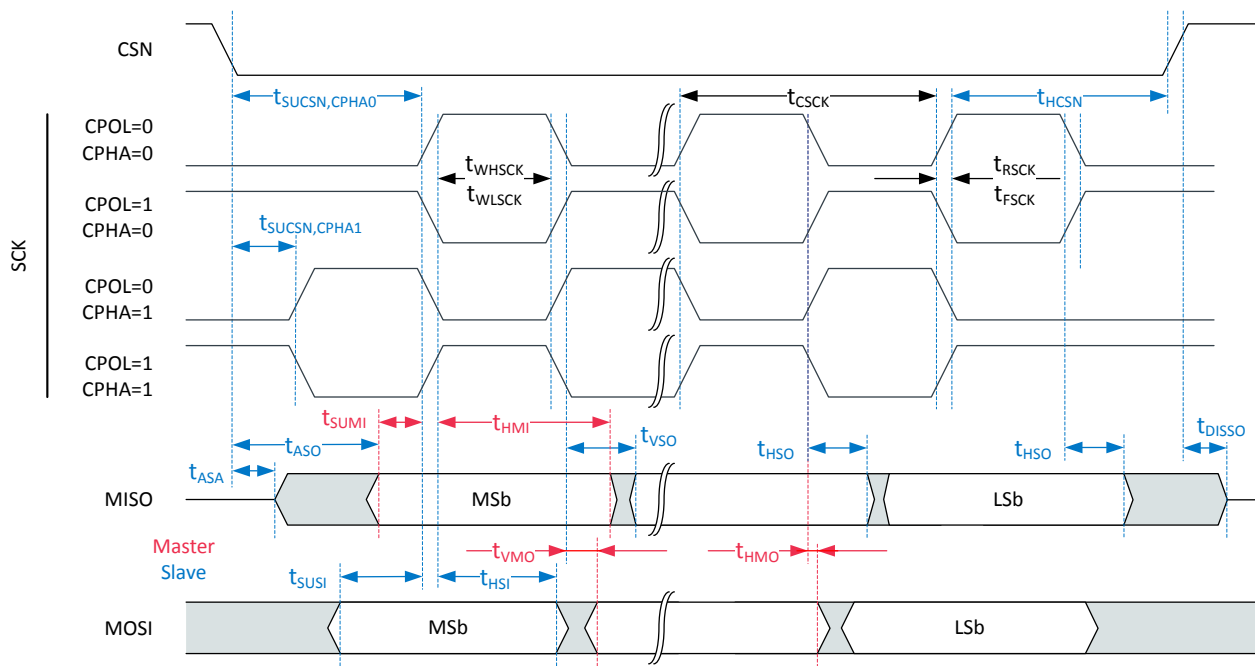 CSN
tSUCSN,CPHA0
tCSCK
tHCSN
SCK
CPOL=0
CPHA=0
tWHSCK
tWLSCK
tRSCK
tFSCK
CPOL=1
CPHA=0
tSUCSN,CPHA1
CPOL=0
CPHA=1
CPOL=1
CPHA=1
tSUMI
tHMI
tASO
tVSO
tHSO
tHSO
tDISSO
tASA
MISO
MSb
LSb
Master
Slave
tVMO
tHMO
tSUSI
tHSI
MOSI
MSb
LSb